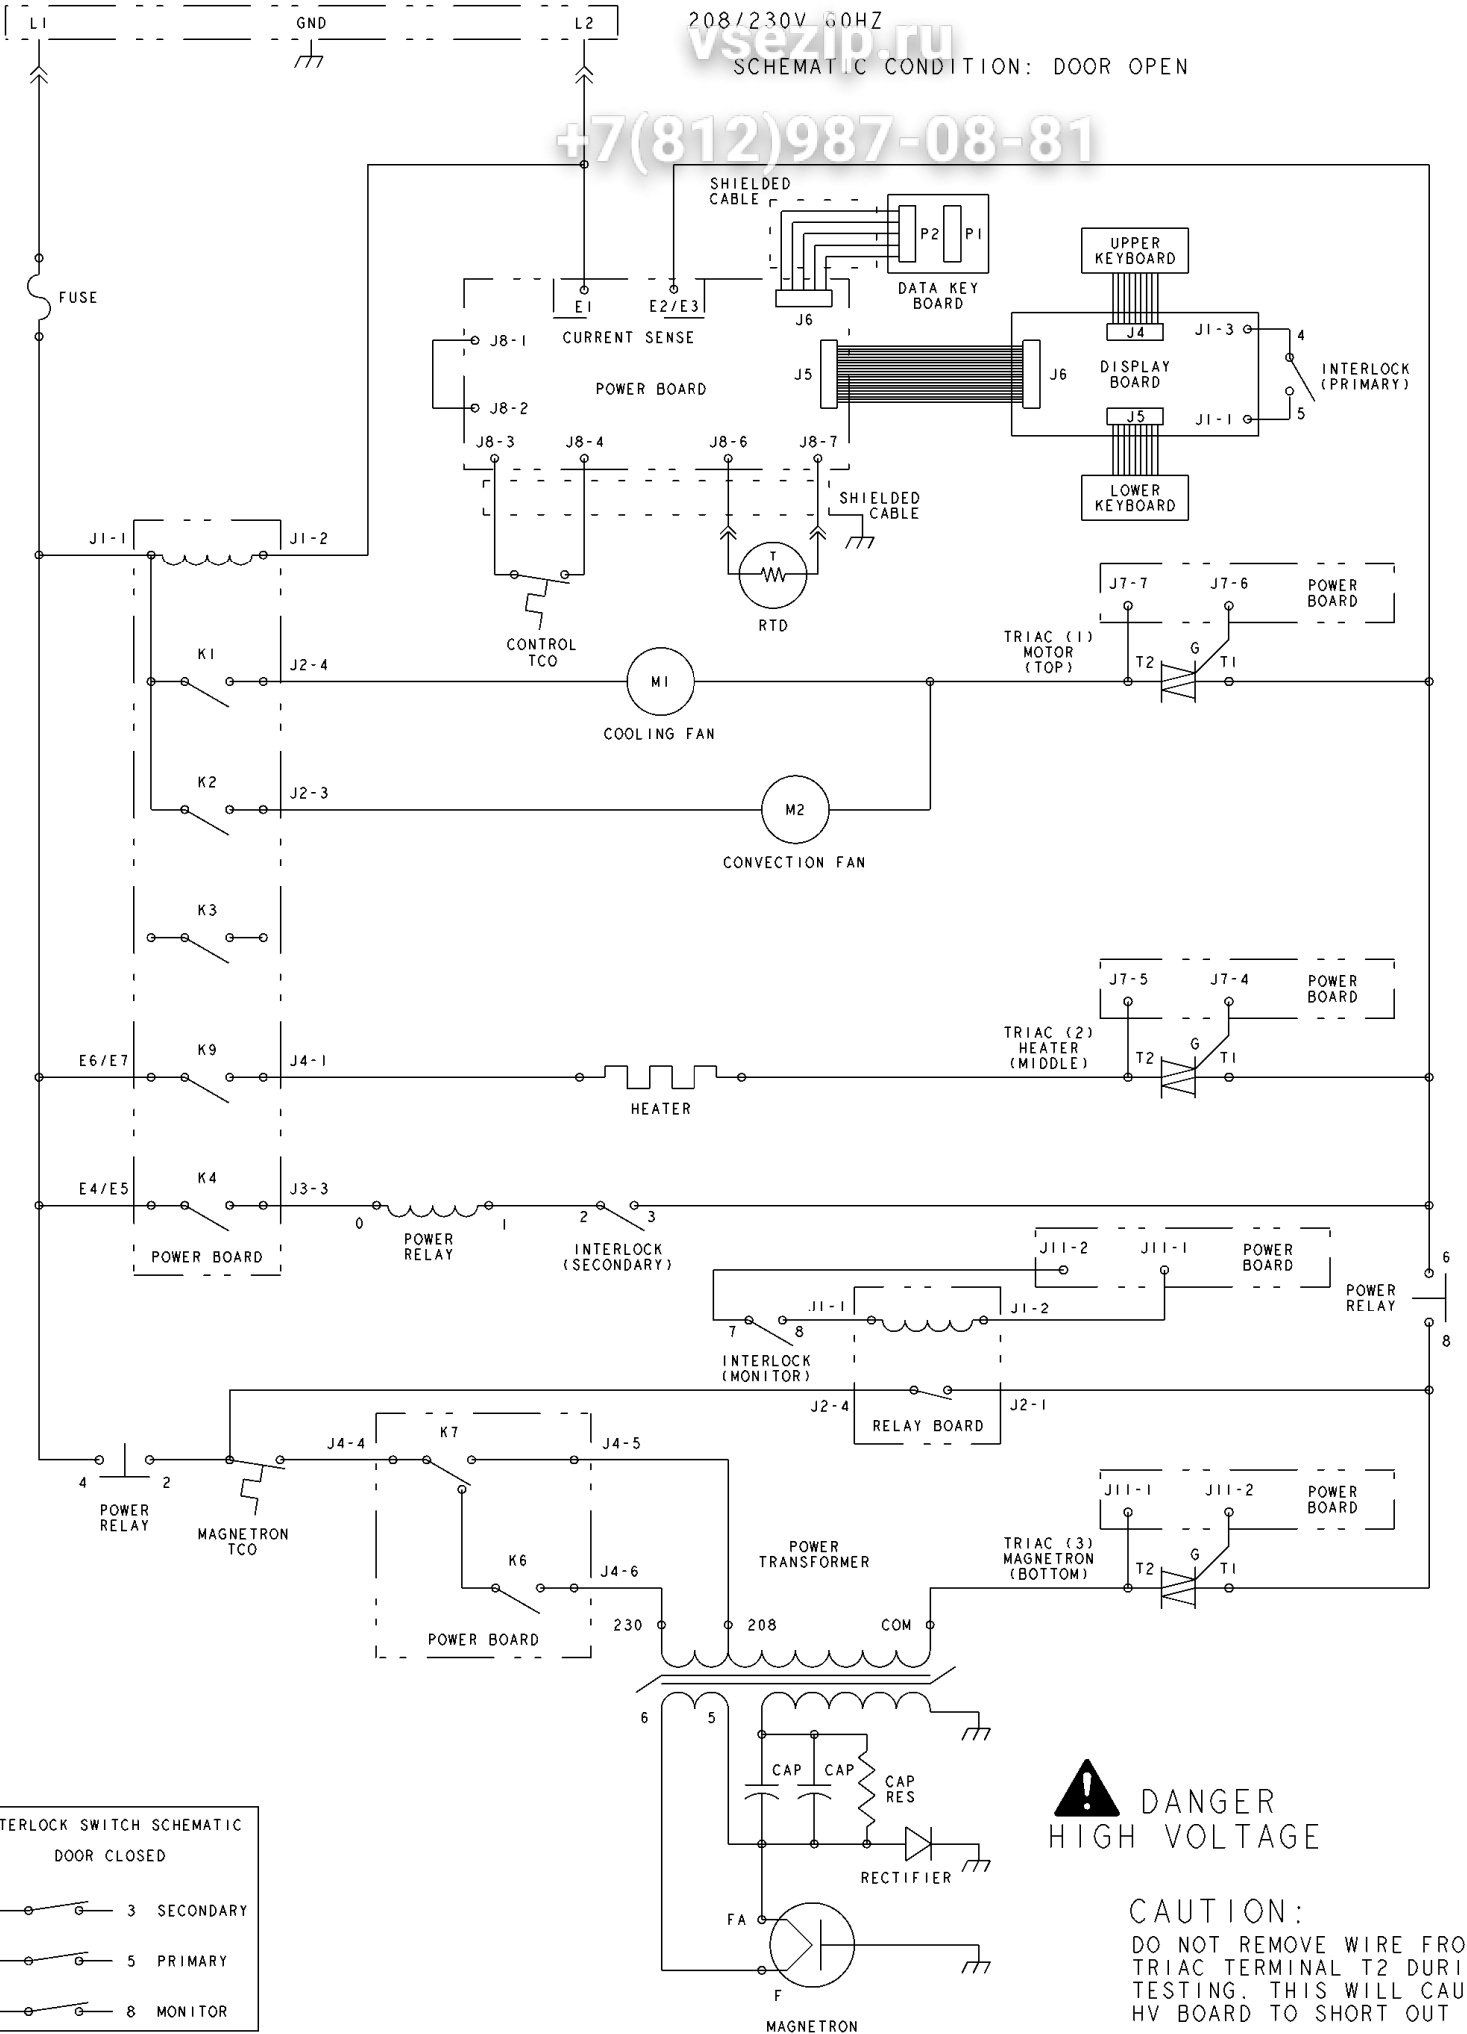 L1 GND L2 208/230V 60HZ
vsezip.ru
SCHEMATIC CONDITION: DOOR OPEN
+7(812)987-08-81
SHIELDED
CABLE
P2 P1
DATA KEY
BOARD
UPPER
KEYBOARD
FUSE
E1 E2/E3
J6
J8-1 CURRENT SENSE
J4 J1-3 4
POWER BOARD
J5 J6
DISPLAY
BOARD
INTERLOCK
(PRIMARY)
J8-2
J5 J1-1 5
J8-3 J8-4 J8-6 J8-7
SHIELDED
CABLE
LOWER
KEYBOARD
J1-1 J1-2
T
RTD
CONTROL
TCO
J7-7 J7-6 POWER
BOARD
TRIAC (1)
MOTOR
(TOP)
T2 G T1
K1 J2-4
M1
COOLING FAN
K2 J2-3
M2
CONVECTION FAN
K3
J7-5 J7-4 POWER
BOARD
TRIAC (2)
HEATER
(MIDDLE)
T2 G T1
E6/E7 K9 J4-1
HEATER
E4/E5 K4 J3-3
0 1 2 3
POWER
RELAY
INTERLOCK
(SECONDARY)
POWER BOARD
J11-2 J11-1 POWER
BOARD
6
POWER
RELAY
8
J1-1 J1-2
7 8
INTERLOCK
(MONITOR)
J2-4 J2-1
RELAY BOARD
J4-4 K7 J4-5
4 2
POWER
RELAY
MAGNETRON
TCO
K6 J4-6
POWER BOARD
POWER
TRANSFORMER
J11-1 J11-2 POWER
BOARD
TRIAC (3)
MAGNETRON
(BOTTOM)
T2 G T1
230 208 COM
6 5
CAP CAP CAP
RES
RECTIFIER
DANGER
HIGH VOLTAGE
TERLOCK SWITCH SCHEMATIC
DOOR CLOSED
3 SECONDARY
5 PRIMARY
8 MONITOR
FA
F
MAGNETRON
CAUTION:
DO NOT REMOVE WIRE FRO
TRIAC TERMINAL T2 DURI
TESTING. THIS WILL CAU
HV BOARD TO SHORT OUT